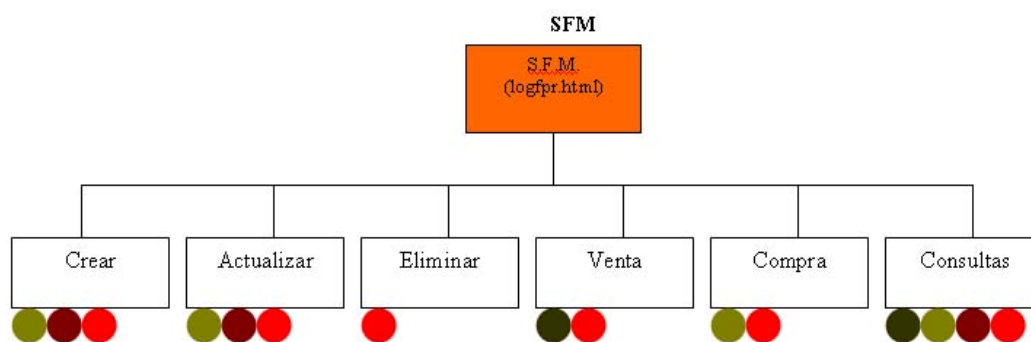 SFM
S.F.M.
(logfpr.html)
Crear
Actualizar
Eliminar
Venta
Compra
Consultas